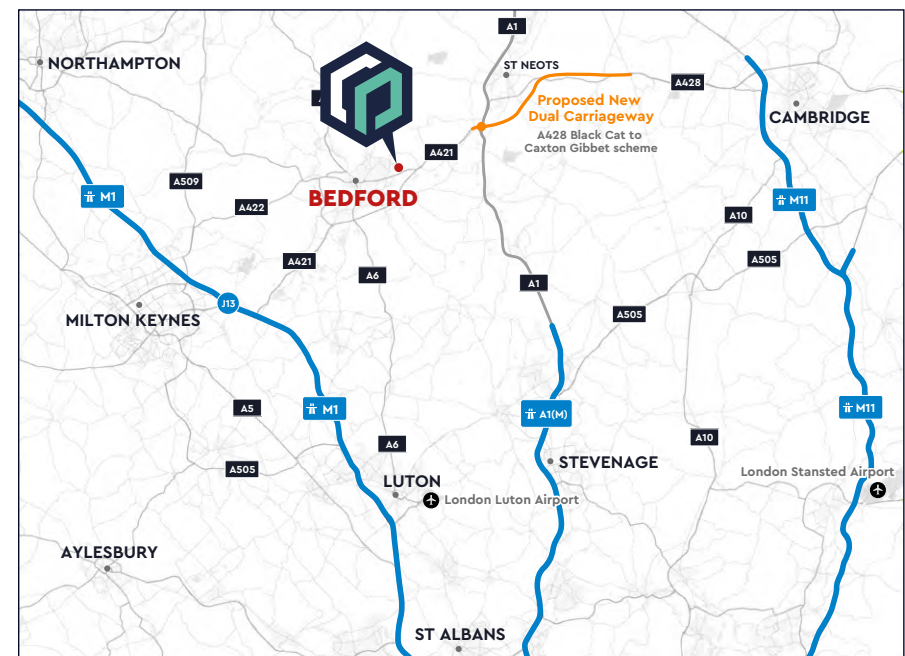 A1
NORTHAMPTON
ST NEOTS
A428
Proposed New
Dual Carriageway
A428 Black Cat to
Caxton Gibbet scheme
CAMBRIDGE
A421
A509
M1
BEDFORD
A422
M11
A10
A421
A6
A505
A1
J13
MILTON KEYNES
A505
A5
M1
A1(M)
M11
A6
A10
A505
STEVENAGE
London Stansted Airport
LUTON
London Luton Airport
AYLESBURY
ST ALBANS